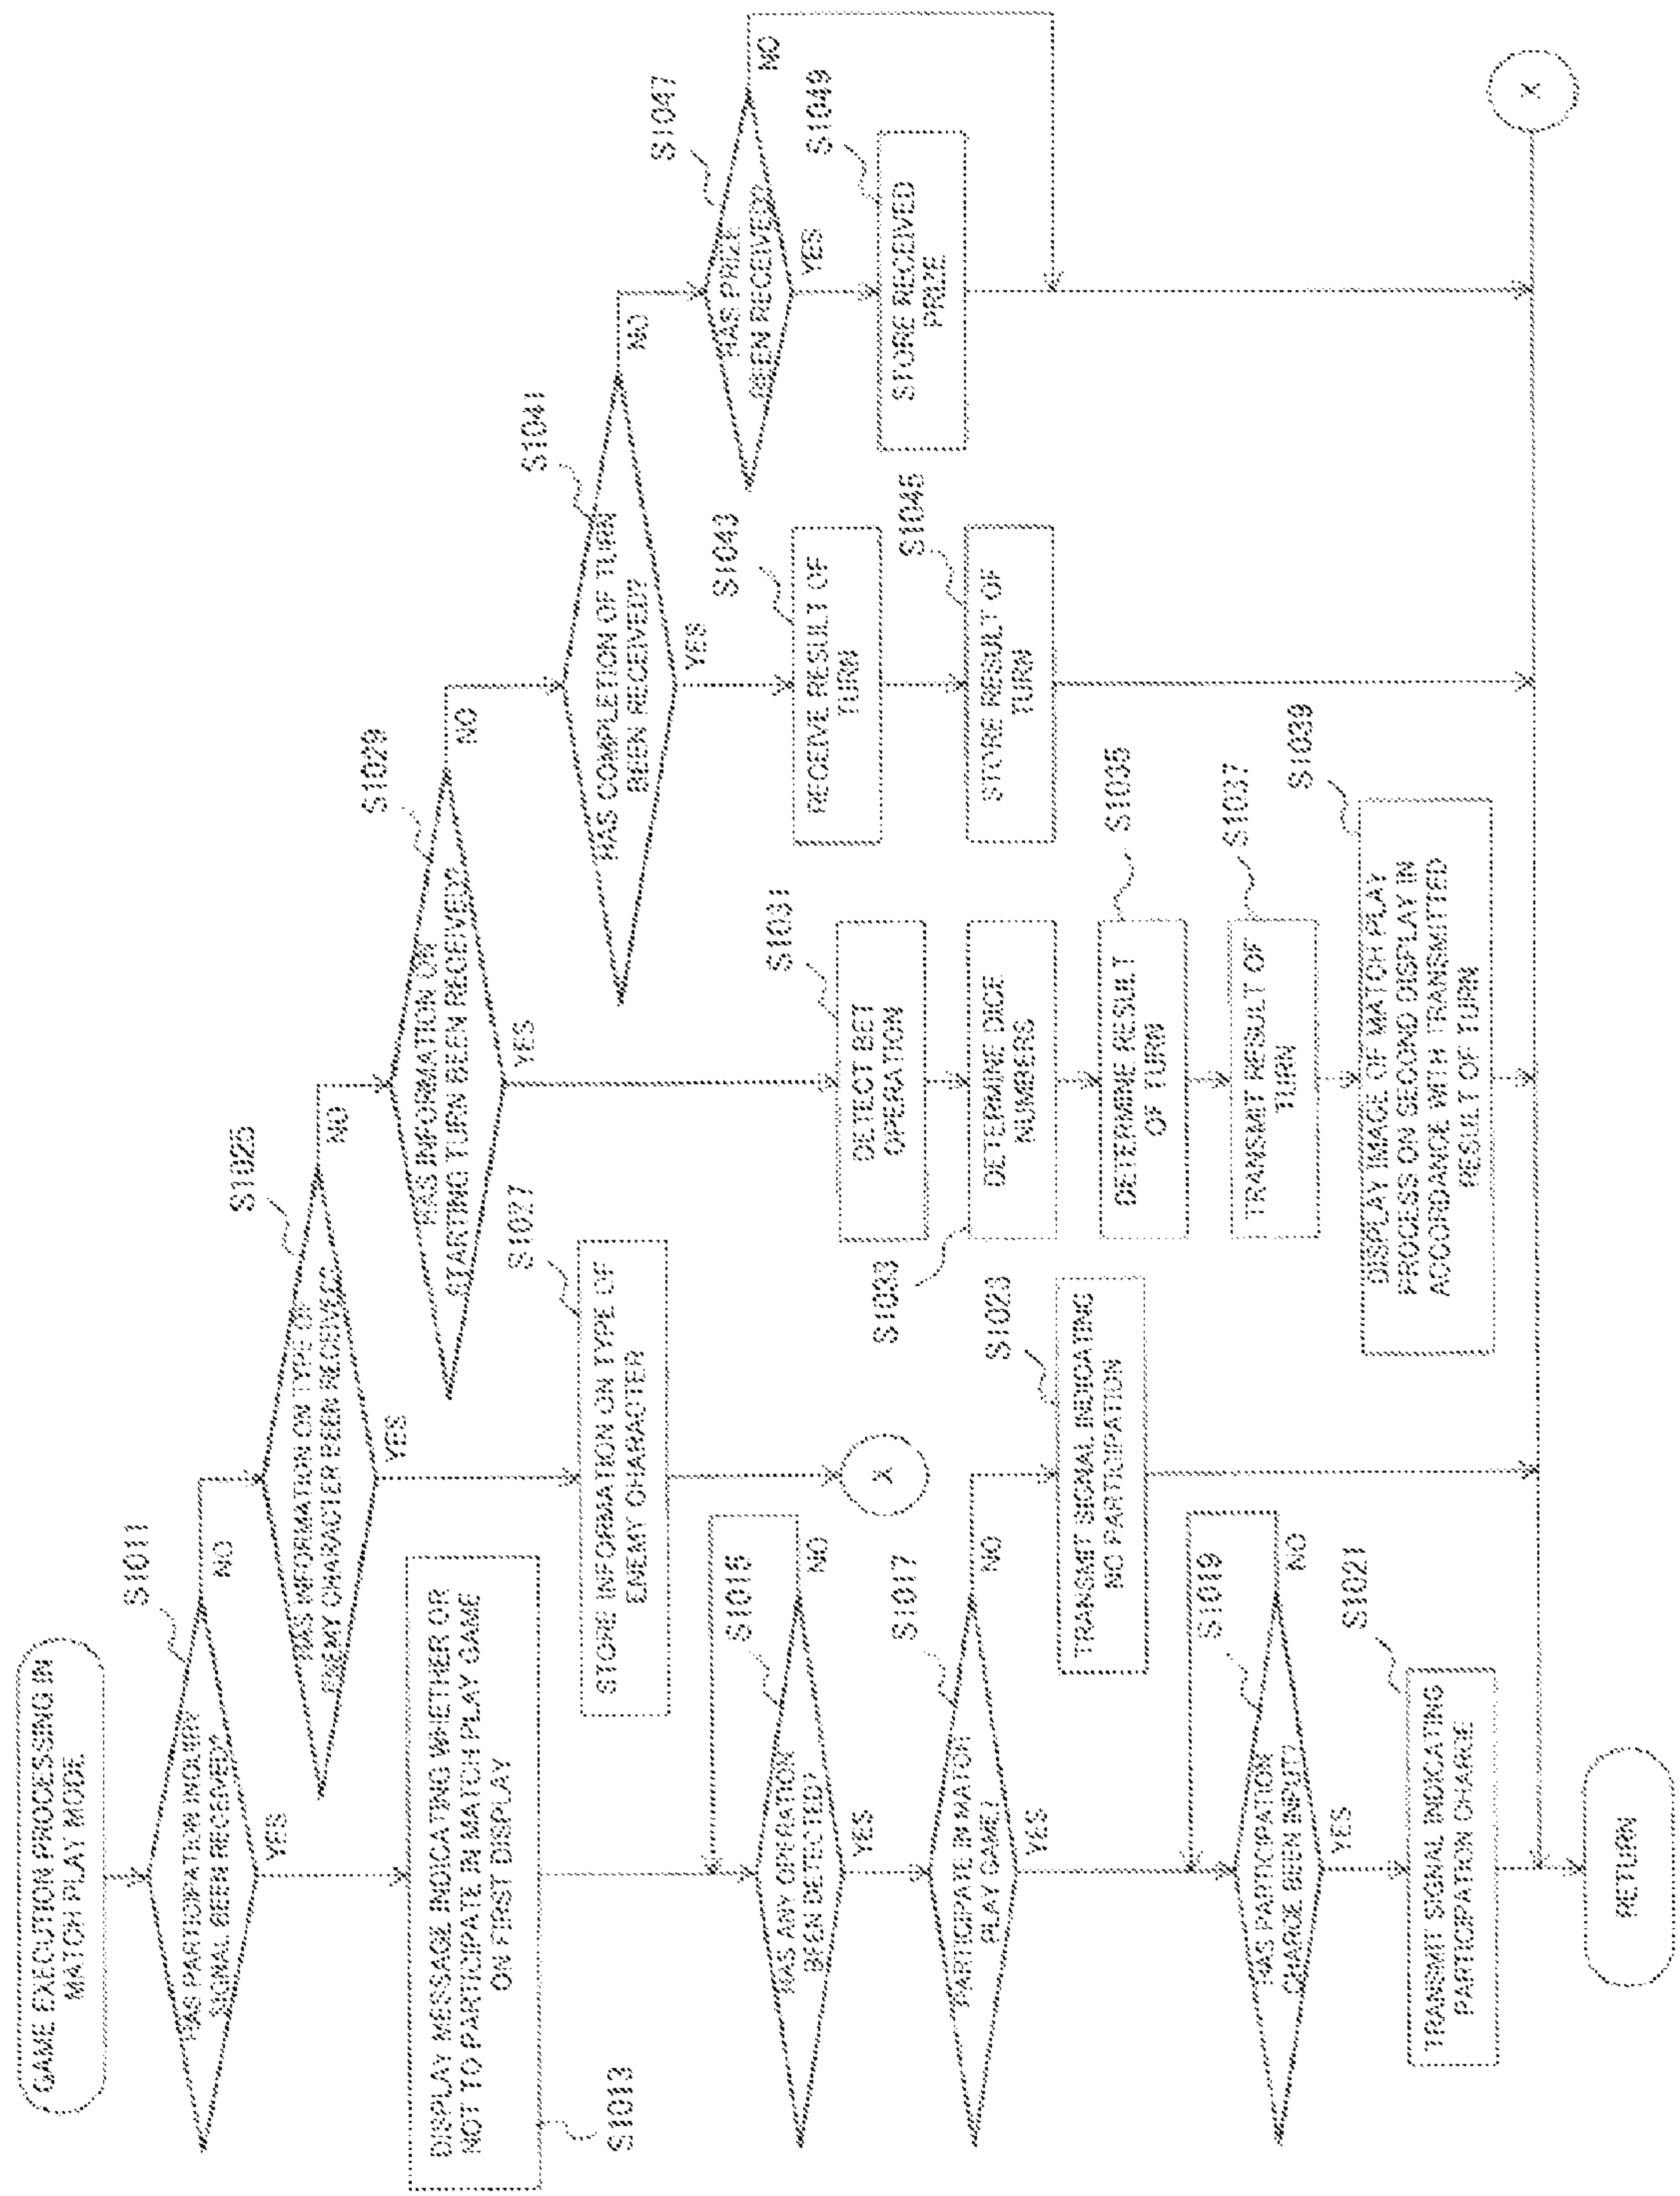 GAME EXECUTION PROCESSING IN
MATCH PLAY MODE
S1011
HAS PARTICIPATION INQUIRY
SIGNAL BEEN RECEIVED?
NO
YES
DISPLAY MESSAGE INDICATING WHETHER OR
NOT TO PARTICIPATE IN MATCH PLAY GAME
ON FIRST DISPLAY
S1013
S1015
HAS ANY OPERATION
BEEN DETECTED?
NO
YES
S1017
PARTICIPATE IN MATCH
PLAY GAME?
NO
YES
S1019
HAS PARTICIPATION
CHARGE BEEN INPUT?
NO
YES
S1021
TRANSMIT SIGNAL INDICATING
PARTICIPATION CHARGE
RETURN
S1023
TRANSMIT SIGNAL INDICATING
NO PARTICIPATION
S1025
HAS INFORMATION ON TYPE OF
ENEMY CHARACTER BEEN RECEIVED?
NO
YES
S1027
STORE INFORMATION ON TYPE OF
ENEMY CHARACTER
X
S1029
HAS INFORMATION ON
STARTING TURN BEEN RECEIVED?
NO
YES
S1031
DETECT BET
OPERATION
S1033
DETERMINE DICE
NUMBERS
S1035
DETERMINE RESULT
OF TURN
S1037
TRANSMIT RESULT OF
TURN
S1039
DISPLAY IMAGE OF MATCH PLAY
PROCESS ON SECOND DISPLAY IN
ACCORDANCE WITH TRANSMITTED
RESULT OF TURN
S1041
HAS COMPLETION OF TURN
BEEN RECEIVED?
NO
YES
S1043
RECEIVE RESULT OF
TURN
S1045
STORE RESULT OF
TURN
S1047
HAS PRIZE
BEEN RECEIVED?
NO
YES
S1049
STORE RECEIVED
PRIZE
X